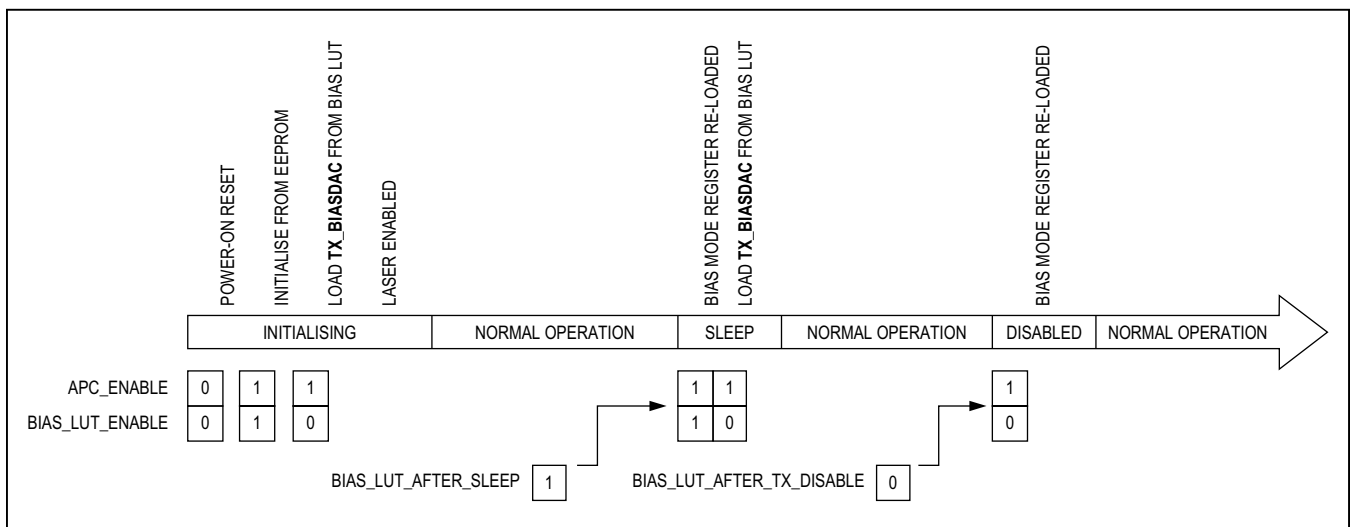 POWER-ON RESET
INITIALISE FROM EEPROM
LOAD TX_BIASDAC FROM BIAS LUT
LASER ENABLED
BIAS MODE REGISTER RE-LOADED
LOAD TX_BIASDAC FROM BIAS LUT
BIAS MODE REGISTER RE-LOADED
INITIALISING NORMAL OPERATION SLEEP NORMAL OPERATION DISABLED NORMAL OPERATION
APC_ENABLE 0 1 1 1 1 1
BIAS_LUT_ENABLE 0 1 0 1 0 0
BIAS_LUT_AFTER_SLEEP 1 BIAS_LUT_AFTER_TX_DISABLE 0